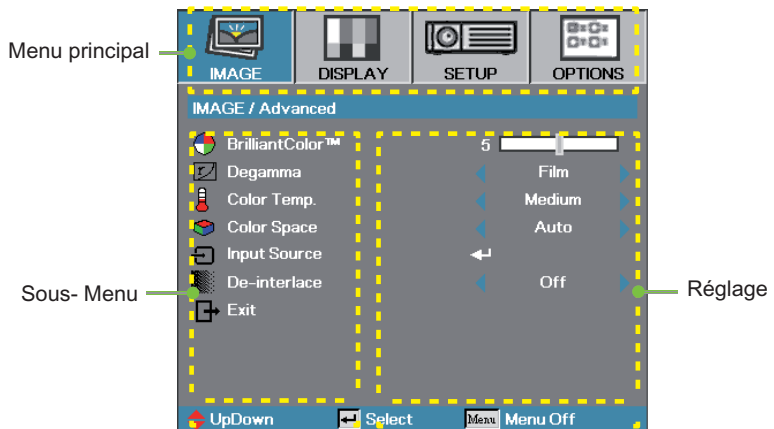 Menu principal
IMAGE DISPLAY SETUP OPTIONS
IMAGE / Advanced
BrilliantColor™ 5
Degamma Film
Color Temp. Medium
Color Space Auto
Input Source
De-interlace Off
Exit
Sous- Menu
Réglage
UpDown Select Menu Menu Off